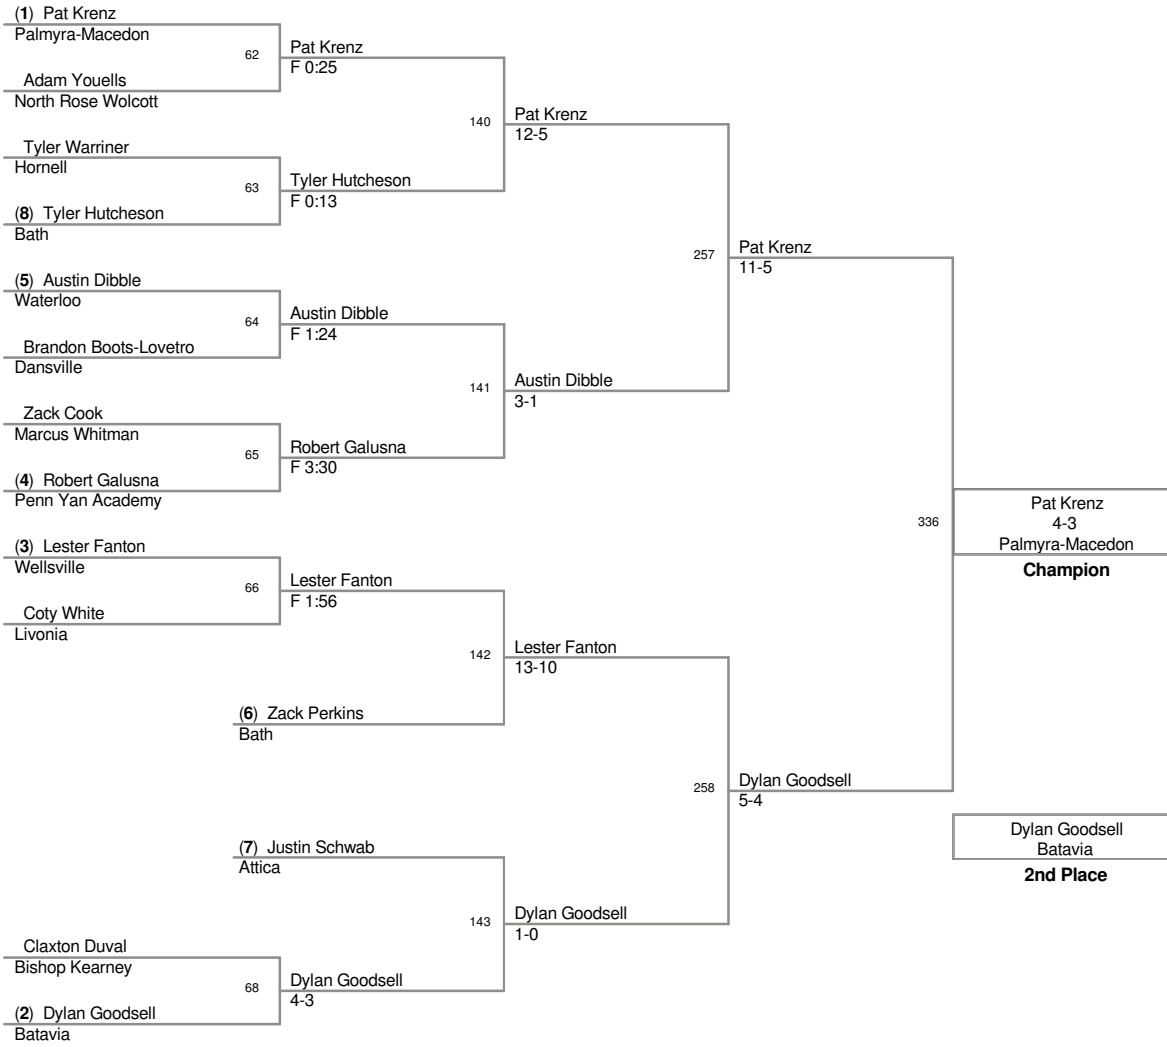 (1) Pat Krenz
Palmyra-Macedon
62
Pat Krenz
F 0:25
Adam Youells
North Rose Wolcott
140
Pat Krenz
12-5
Tyler Warriner
Hornell
63
Tyler Hutcheson
F 0:13
(8) Tyler Hutcheson
Bath
257
Pat Krenz
11-5
(5) Austin Dibble
Waterloo
64
Austin Dibble
F 1:24
Brandon Boots-Lovetro
Dansville
141
Austin Dibble
3-1
Zack Cook
Marcus Whitman
65
Robert Galusna
F 3:30
(4) Robert Galusna
Penn Yan Academy
336
Pat Krenz
4-3
Palmyra-Macedon
Champion
(3) Lester Fanton
Wellsville
66
Lester Fanton
F 1:56
Coty White
Livonia
142
Lester Fanton
13-10
(6) Zack Perkins
Bath
258
Dylan Goodsell
5-4
Dylan Goodsell
Batavia
2nd Place
(7) Justin Schwab
Attica
143
Dylan Goodsell
1-0
Claxton Duval
Bishop Kearney
68
Dylan Goodsell
4-3
(2) Dylan Goodsell
Batavia